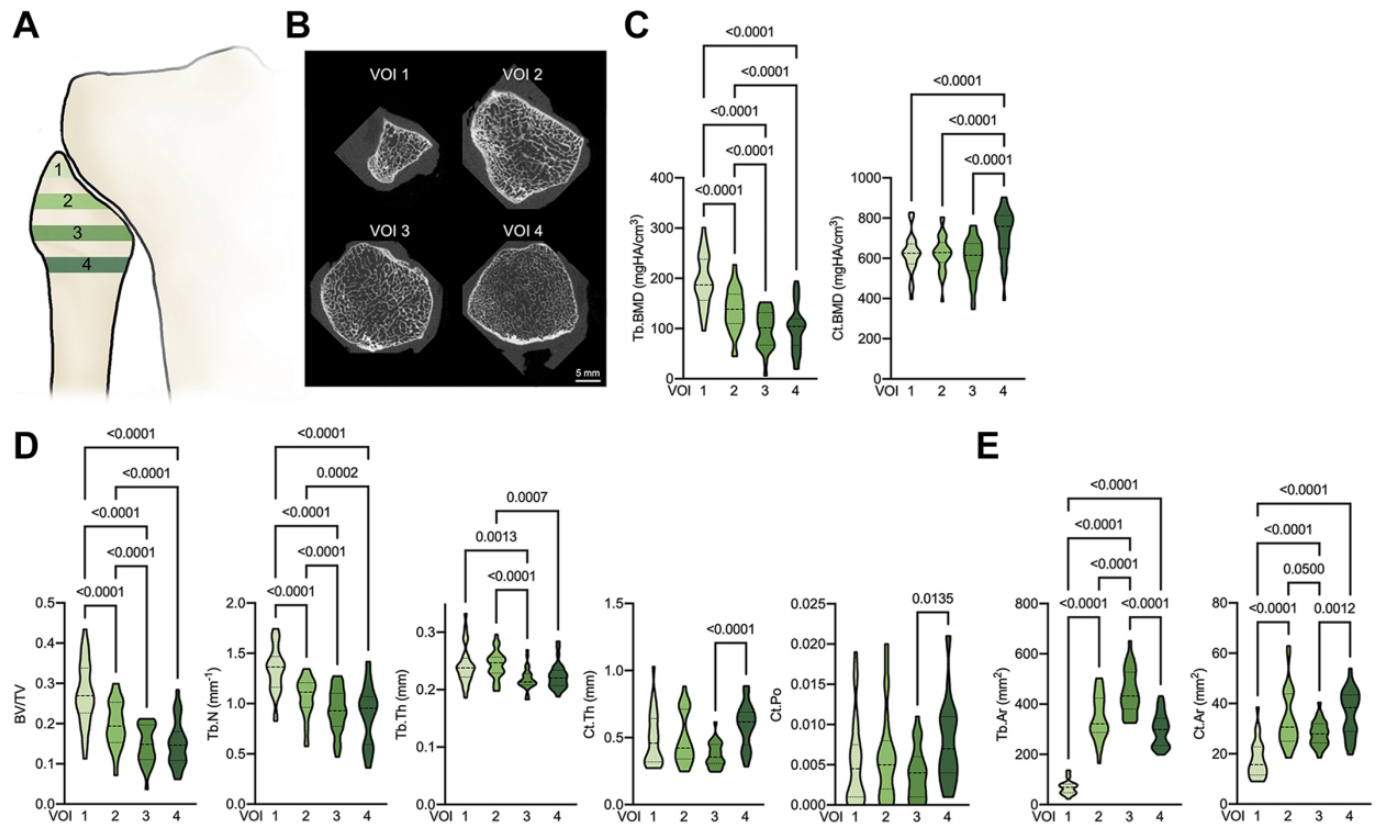 A
1
2
3
4
B
VOI 1
VOI 2
VOI 3
VOI 4
5 mm
C
<0.0001
<0.0001
<0.0001
<0.0001
<0.0001
Tb.BMD (mgHA/cm³)
400
300
200
100
0
VOI 1 2 3 4
<0.0001
<0.0001
<0.0001
Ct.BMD (mgHA/cm³)
1000
800
600
400
200
0
VOI 1 2 3 4
D
<0.0001
<0.0001
<0.0001
<0.0001
<0.0001
BV/TV
0.5
0.4
0.3
0.2
0.1
0.0
VOI 1 2 3 4
<0.0001
0.0002
<0.0001
<0.0001
<0.0001
Tb.N (mm⁻¹)
2.0
1.5
1.0
0.5
0.0
VOI 1 2 3 4
0.0007
0.0013
<0.0001
Tb.Th (mm)
0.3
0.2
0.1
0.0
VOI 1 2 3 4
<0.0001
Ct.Th (mm)
1.5
1.0
0.5
0.0
VOI 1 2 3 4
0.0135
Ct.Po
0.025
0.020
0.015
0.010
0.005
0.000
VOI 1 2 3 4
E
<0.0001
<0.0001
<0.0001
<0.0001 <0.0001
Tb.Ar (mm²)
800
600
400
200
0
VOI 1 2 3 4
<0.0001
<0.0001
0.0500
<0.0001 0.0012
Ct.Ar (mm²)
80
60
40
20
0
VOI 1 2 3 4